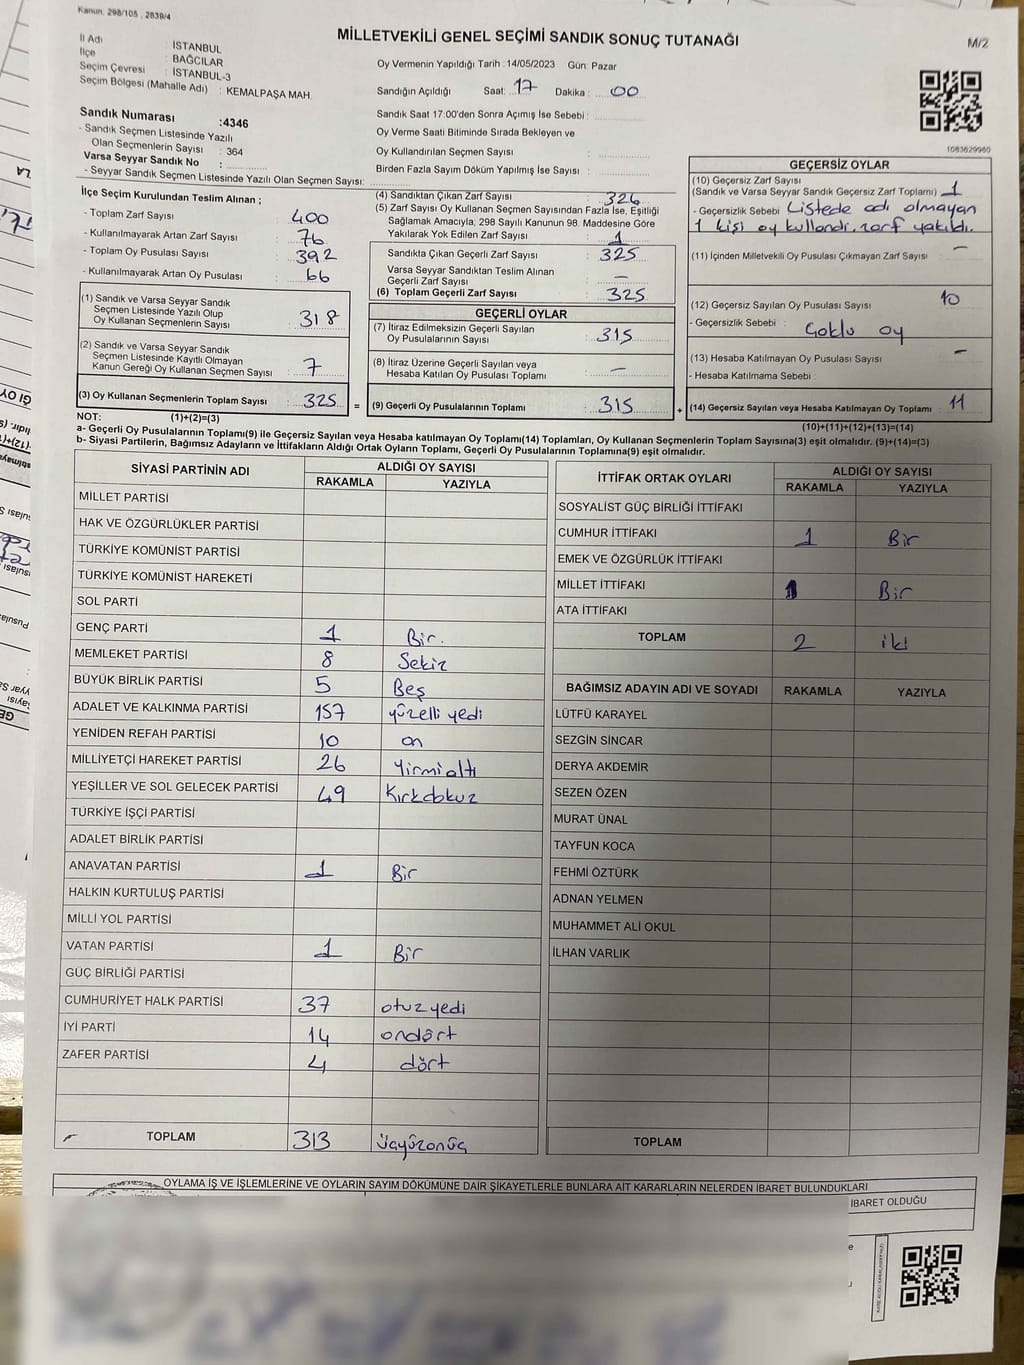 Kanun: 298/105 , 2839/4
MİLLETVEKİLİ GENEL SEÇİMİ SANDIK SONUÇ TUTANAĞI
M/2
İl Adı : İSTANBUL
İlçe : BAĞCILAR
Seçim Çevresi : İSTANBUL-3
Seçim Bölgesi (Mahalle Adı) : KEMALPAŞA MAH.
Oy Vermenin Yapıldığı Tarih :14/05/2023 Gün: Pazar
Sandığın Açıldığı Saat: 17 Dakika : 00
Sandık Numarası :4346
- Sandık Seçmen Listesinde Yazılı
Olan Seçmenlerin Sayısı : 364
Varsa Seyyar Sandık No :
- Seyyar Sandık Seçmen Listesinde Yazılı Olan Seçmen Sayısı:
Sandık Saat 17:00'den Sonra Açımış İse Sebebi :
Oy Verme Saati Bitiminde Sırada Bekleyen ve
Oy Kullandırılan Seçmen Sayısı :
Birden Fazla Sayım Döküm Yapılmış İse Sayısı :
1083629960
İlçe Seçim Kurulundan Teslim Alınan ;
- Toplam Zarf Sayısı : 400
- Kullanılmayarak Artan Zarf Sayısı : 76
- Toplam Oy Pusulası Sayısı : 392
- Kullanılmayarak Artan Oy Pusulası : 66
(1) Sandık ve Varsa Seyyar Sandık
Seçmen Listesinde Yazılı Olup
Oy Kullanan Seçmenlerin Sayısı : 318
(2) Sandık ve Varsa Seyyar Sandık
Seçmen Listesinde Kayıtlı Olmayan
Kanun Gereği Oy Kullanan Seçmen Sayısı : 7
(3) Oy Kullanan Seçmenlerin Toplam Sayısı : 325 =
(4) Sandıktan Çıkan Zarf Sayısı : 326
(5) Zarf Sayısı Oy Kullanan Seçmen Sayısından Fazla İse, Eşitliği
Sağlamak Amacıyla; 298 Sayılı Kanunun 98. Maddesine Göre
Yakılarak Yok Edilen Zarf Sayısı : 1
Sandıkta Çıkan Geçerli Zarf Sayısı : 325
Varsa Seyyar Sandıktan Teslim Alınan
Geçerli Zarf Sayısı : —
(6) Toplam Geçerli Zarf Sayısı : 325
GEÇERLİ OYLAR
(7) İtiraz Edilmeksizin Geçerli Sayılan
Oy Pusulalarının Sayısı : 315
(8) İtiraz Üzerine Geçerli Sayılan veya
Hesaba Katılan Oy Pusulası Toplamı : —
(9) Geçerli Oy Pusulalarının Toplamı : 315 +
GEÇERSİZ OYLAR
(10) Geçersiz Zarf Sayısı
(Sandık ve Varsa Seyyar Sandık Geçersiz Zarf Toplamı) 1
- Geçersizlik Sebebi Listede adı olmayan
1 kişi oy kullandı. zarf yakıldı.
(11) İçinden Milletvekili Oy Pusulası Çıkmayan Zarf Sayısı : —
(12) Geçersiz Sayılan Oy Pusulası Sayısı : 10
- Geçersizlik Sebebi : Çoklu oy
(13) Hesaba Katılmayan Oy Pusulası Sayısı : —
- Hesaba Katılmama Sebebi :
(14) Geçersiz Sayılan veya Hesaba Katılmayan Oy Toplamı : 11
NOT: (1)+(2)=(3)
(10)+(11)+(12)+(13)=(14)
a- Geçerli Oy Pusulalarının Toplamı(9) ile Geçersiz Sayılan veya Hesaba katılmayan Oy Toplamı(14) Toplamları, Oy Kullanan Seçmenlerin Toplam Sayısına(3) eşit olmalıdır. (9)+(14)=(3)
b- Siyasi Partilerin, Bağımsız Adayların ve İttifakların Aldığı Ortak Oyların Toplamı, Geçerli Oy Pusulalarının Toplamına(9) eşit olmalıdır.
SİYASİ PARTİNİN ADI ALDIĞI OY SAYISI
RAKAMLA YAZIYLA
MİLLET PARTİSİ
HAK VE ÖZGÜRLÜKLER PARTİSİ
TÜRKİYE KOMÜNİST PARTİSİ
TÜRKİYE KOMÜNİST HAREKETİ
SOL PARTİ
GENÇ PARTİ 1 Bir.
MEMLEKET PARTİSİ 8 Sekiz
BÜYÜK BİRLİK PARTİSİ 5 Beş
ADALET VE KALKINMA PARTİSİ 157 yüzelli yedi
YENİDEN REFAH PARTİSİ 10 on
MİLLİYETÇİ HAREKET PARTİSİ 26 Yirmialtı
YEŞİLLER VE SOL GELECEK PARTİSİ 49 Kırkdokuz
TÜRKİYE İŞÇİ PARTİSİ
ADALET BİRLİK PARTİSİ
ANAVATAN PARTİSİ 1 Bir
HALKIN KURTULUŞ PARTİSİ
MİLLİ YOL PARTİSİ
VATAN PARTİSİ 1 Bir
GÜÇ BİRLİĞİ PARTİSİ
CUMHURİYET HALK PARTİSİ 37 otuz yedi
İYİ PARTİ 14 ondört
ZAFER PARTİSİ 4 dört
TOPLAM 313 üçyüzonüç
İTTİFAK ORTAK OYLARI ALDIĞI OY SAYISI
RAKAMLA YAZIYLA
SOSYALİST GÜÇ BİRLİĞİ İTTİFAKI
CUMHUR İTTİFAKI 1 Bir
EMEK VE ÖZGÜRLÜK İTTİFAKI
MİLLET İTTİFAKI 1 Bir
ATA İTTİFAKI
TOPLAM 2 iki
BAĞIMSIZ ADAYIN ADI VE SOYADI RAKAMLA YAZIYLA
LÜTFÜ KARAYEL
SEZGİN SİNCAR
DERYA AKDEMİR
SEZEN ÖZEN
MURAT ÜNAL
TAYFUN KOCA
FEHMİ ÖZTÜRK
ADNAN YELMEN
MUHAMMET ALİ OKUL
İLHAN VARLIK
TOPLAM
OYLAMA İŞ VE İŞLEMLERİNE VE OYLARIN SAYIM DÖKÜMÜNE DAİR ŞİKAYETLERLE BUNLARA AİT KARARLARIN NELERDEN İBARET BULUNDUKLARI
İBARET OLDUĞU